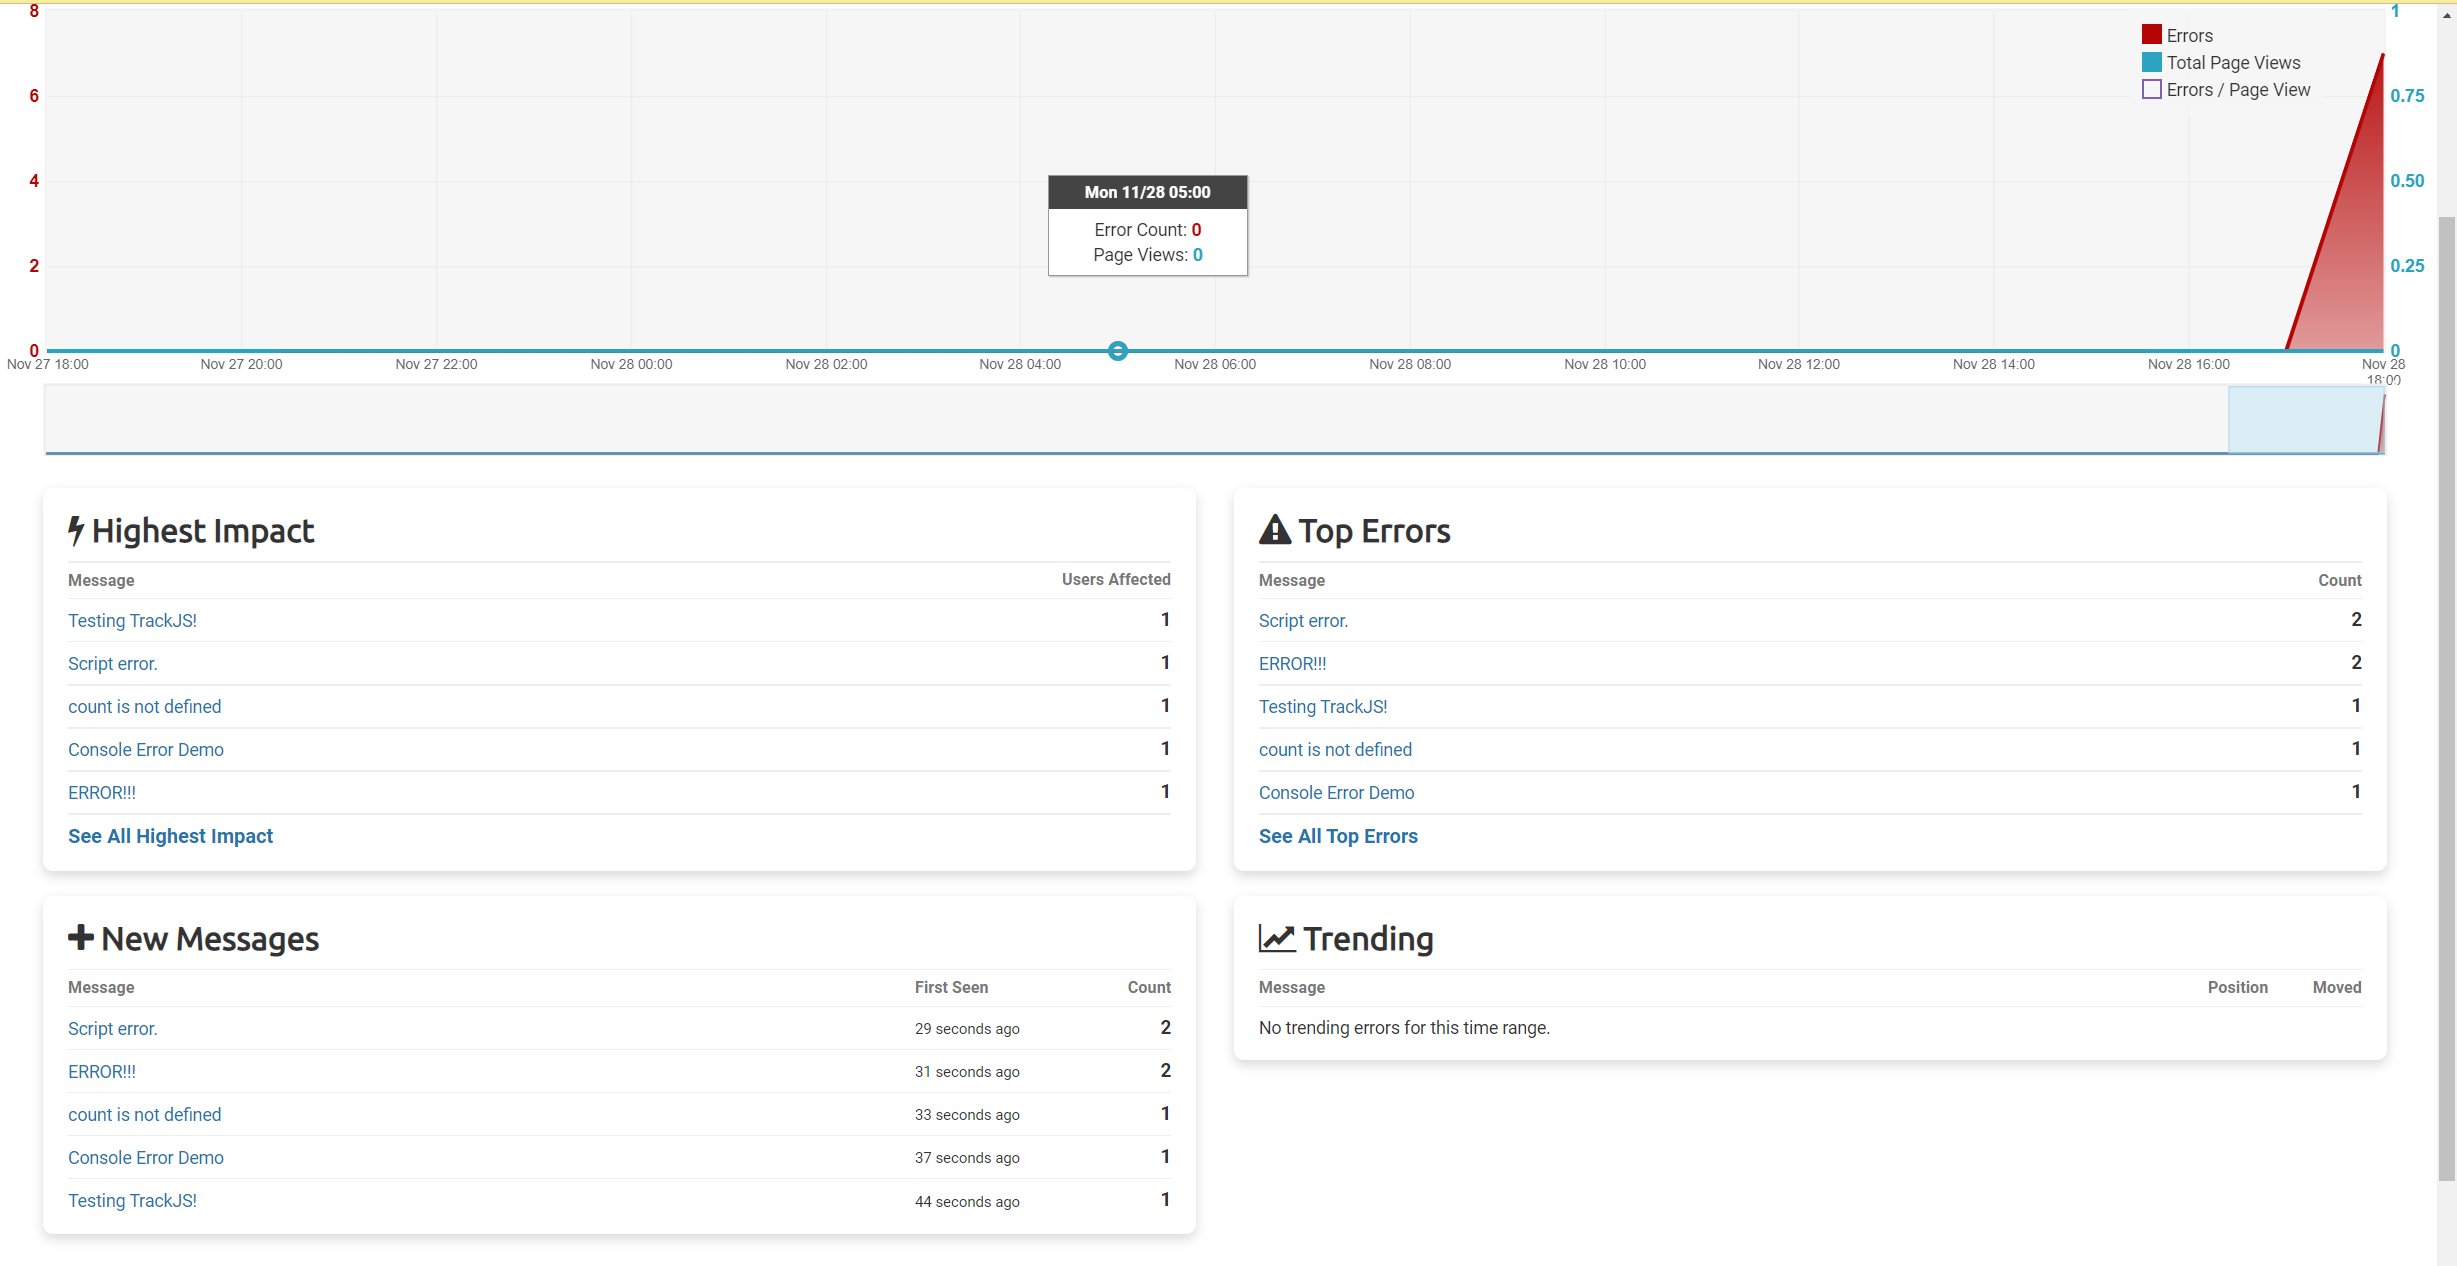 8
6
4
2
0
1
0.75
0.50
0.25
0
Errors
Total Page Views
Errors / Page View
Mon 11/28 05:00
Error Count: 0
Page Views: 0
Nov 27 18:00 Nov 27 20:00 Nov 27 22:00 Nov 28 00:00 Nov 28 02:00 Nov 28 04:00 Nov 28 06:00 Nov 28 08:00 Nov 28 10:00 Nov 28 12:00 Nov 28 14:00 Nov 28 16:00 Nov 28
18:00
Highest Impact
Message Users Affected
Testing TrackJS! 1
Script error. 1
count is not defined 1
Console Error Demo 1
ERROR!!! 1
See All Highest Impact
Top Errors
Message Count
Script error. 2
ERROR!!! 2
Testing TrackJS! 1
count is not defined 1
Console Error Demo 1
See All Top Errors
New Messages
Message First Seen Count
Script error. 29 seconds ago 2
ERROR!!! 31 seconds ago 2
count is not defined 33 seconds ago 1
Console Error Demo 37 seconds ago 1
Testing TrackJS! 44 seconds ago 1
Trending
Message Position Moved
No trending errors for this time range.